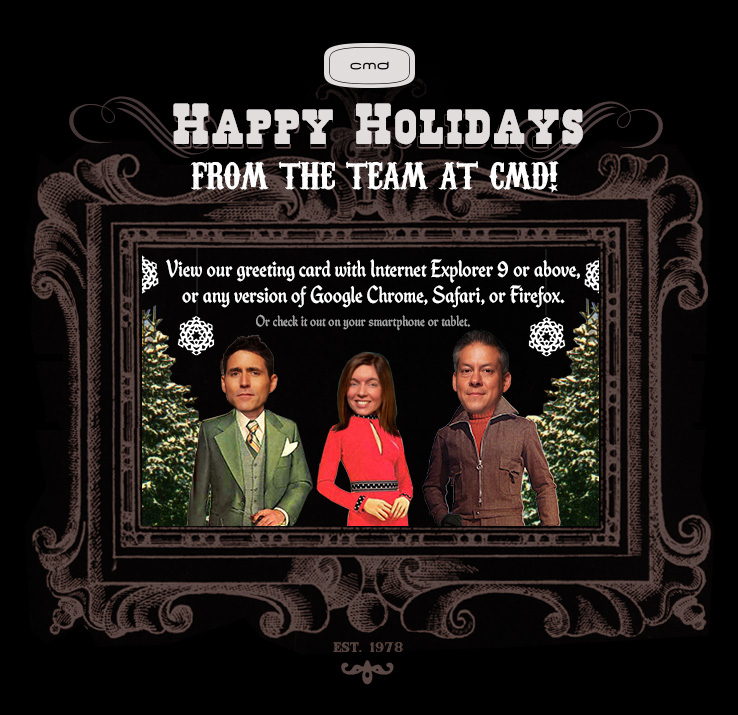 cmd
Happy Holidays
from the team at CMD!
View our greeting card with Internet Explorer 9 or above,
or any version of Google Chrome, Safari, or Firefox.
Or check it out on your smartphone or tablet.
EST. 1978